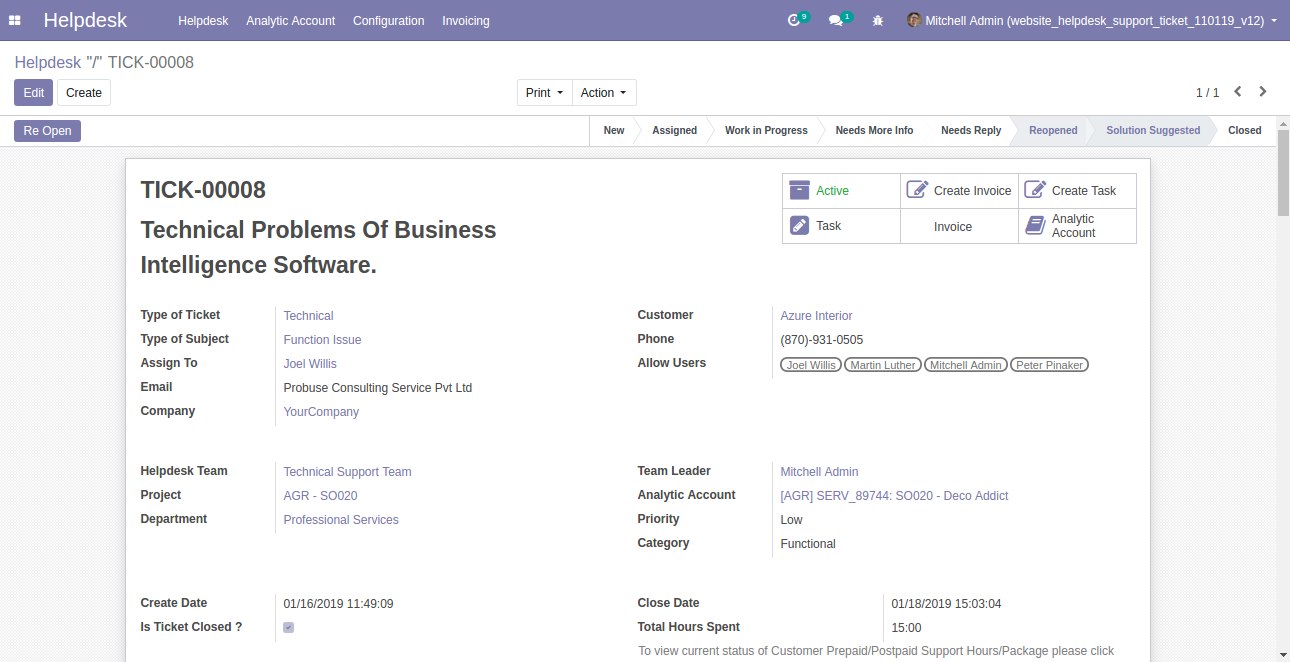 Helpdesk Helpdesk Analytic Account Configuration Invoicing 9 1 Mitchell Admin (website_helpdesk_support_ticket_110119_v12)
Helpdesk "/" TICK-00008
Edit Create Print Action 1 / 1
Re Open New Assigned Work in Progress Needs More Info Needs Reply Reopened Solution Suggested Closed
TICK-00008
Active Create Invoice Create Task
Task Invoice Analytic Account
Technical Problems Of Business
Intelligence Software.
Type of Ticket Technical Customer Azure Interior
Type of Subject Function Issue Phone (870)-931-0505
Assign To Joel Willis Allow Users Joel Willis Martin Luther Mitchell Admin Peter Pinaker
Email Probuse Consulting Service Pvt Ltd
Company YourCompany
Helpdesk Team Technical Support Team Team Leader Mitchell Admin
Project AGR - SO020 Analytic Account [AGR] SERV_89744: SO020 - Deco Addict
Department Professional Services Priority Low
Category Functional
Create Date 01/16/2019 11:49:09 Close Date 01/18/2019 15:03:04
Is Ticket Closed ? Total Hours Spent 15:00
To view current status of Customer Prepaid/Postpaid Support Hours/Package please click